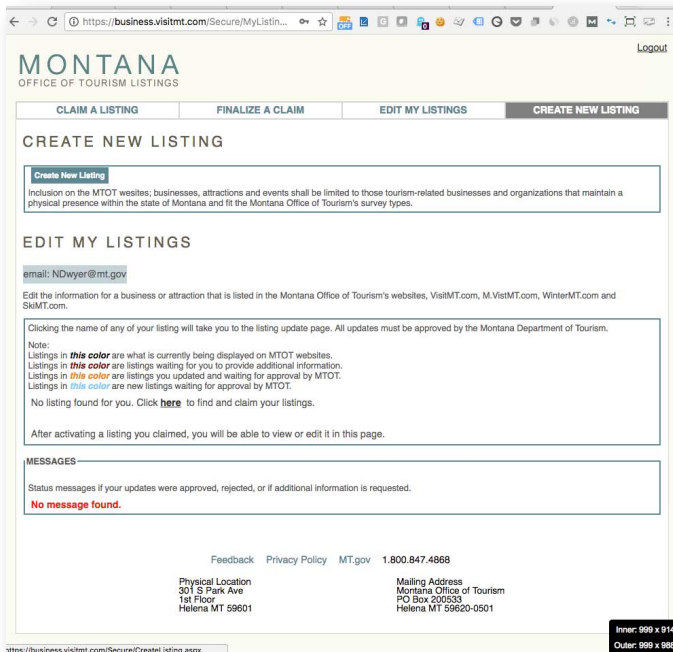 https://business.visitmt.com/Secure/MyListin...
OFF
0
M
Logout
MONTANA
OFFICE OF TOURISM LISTINGS
CLAIM A LISTING
FINALIZE A CLAIM
EDIT MY LISTINGS
CREATE NEW LISTING
CREATE NEW LISTING
Create New Listing
Inclusion on the MTOT wesites; businesses, attractions and events shall be limited to those tourism-related businesses and organizations that maintain a
physical presence within the state of Montana and fit the Montana Office of Tourism's survey types.
EDIT MY LISTINGS
email: NDwyer@mt.gov
Edit the information for a business or attraction that is listed in the Montana Office of Tourism's websites, VisitMT.com, M.VistMT.com, WinterMT.com and
SkiMT.com.
Clicking the name of any of your listing will take you to the listing update page. All updates must be approved by the Montana Department of Tourism.
Note:
Listings in this color are what is currently being displayed on MTOT websites.
Listings in this color are listings waiting for you to provide additional information.
Listings in this color are listings you updated and waiting for approval by MTOT.
Listings in this color are new listings waiting for approval by MTOT.
No listing found for you. Click here to find and claim your listings.
After activating a listing you claimed, you will be able to view or edit it in this page.
MESSAGES
Status messages if your updates were approved, rejected, or if additional information is requested.
No message found.
Feedback Privacy Policy MT.gov 1.800.847.4868
Physical Location
301 S Park Ave
1st Floor
Helena MT 59601
Mailing Address
Montana Office of Tourism
PO Box 200533
Helena MT 59620-0501
Inner: 999 x 914
Outer: 999 x 988
https://business.visitmt.com/Secure/CreateListing.aspx